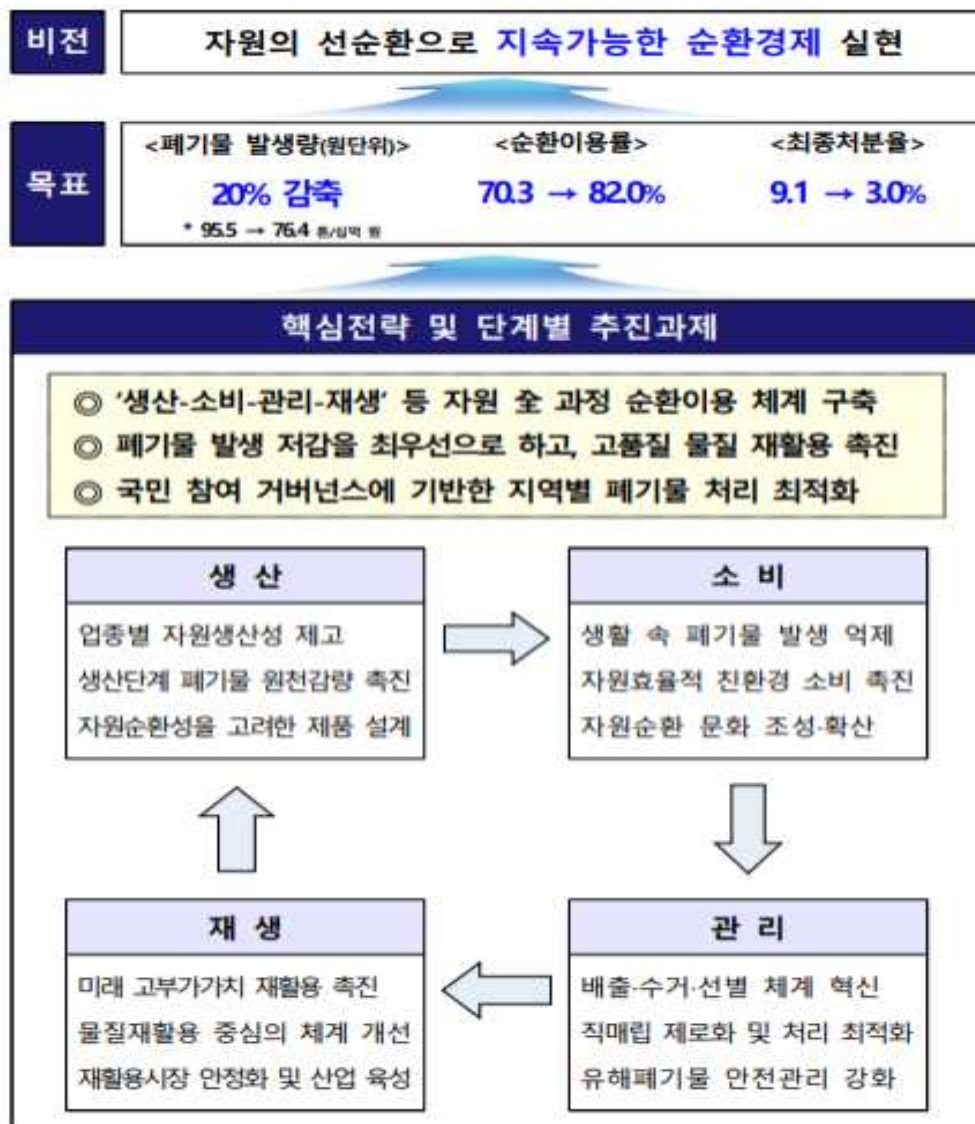 비전
자원의 선순환으로 지속가능한 순환경제 실현
목표
<폐기물 발생량(원단위)>
20% 감축
* 95.5 → 76.4 톤/십억 원
<순환이용률>
70.3 → 82.0%
<최종처분율>
9.1 → 3.0%
핵심전략 및 단계별 추진과제
◎ '생산-소비-관리-재생' 등 자원 全 과정 순환이용 체계 구축
◎ 폐기물 발생 저감을 최우선으로 하고, 고품질 물질 재활용 촉진
◎ 국민 참여 거버넌스에 기반한 지역별 폐기물 처리 최적화
생 산
업종별 자원생산성 제고
생산단계 폐기물 원천감량 촉진
자원순환성을 고려한 제품 설계
소 비
생활 속 폐기물 발생 억제
자원효율적 친환경 소비 촉진
자원순환 문화 조성·확산
재 생
미래 고부가가치 재활용 촉진
물질재활용 중심의 체계 개선
재활용시장 안정화 및 산업 육성
관 리
배출·수거·선별 체계 혁신
직매립 제로화 및 처리 최적화
유해폐기물 안전관리 강화